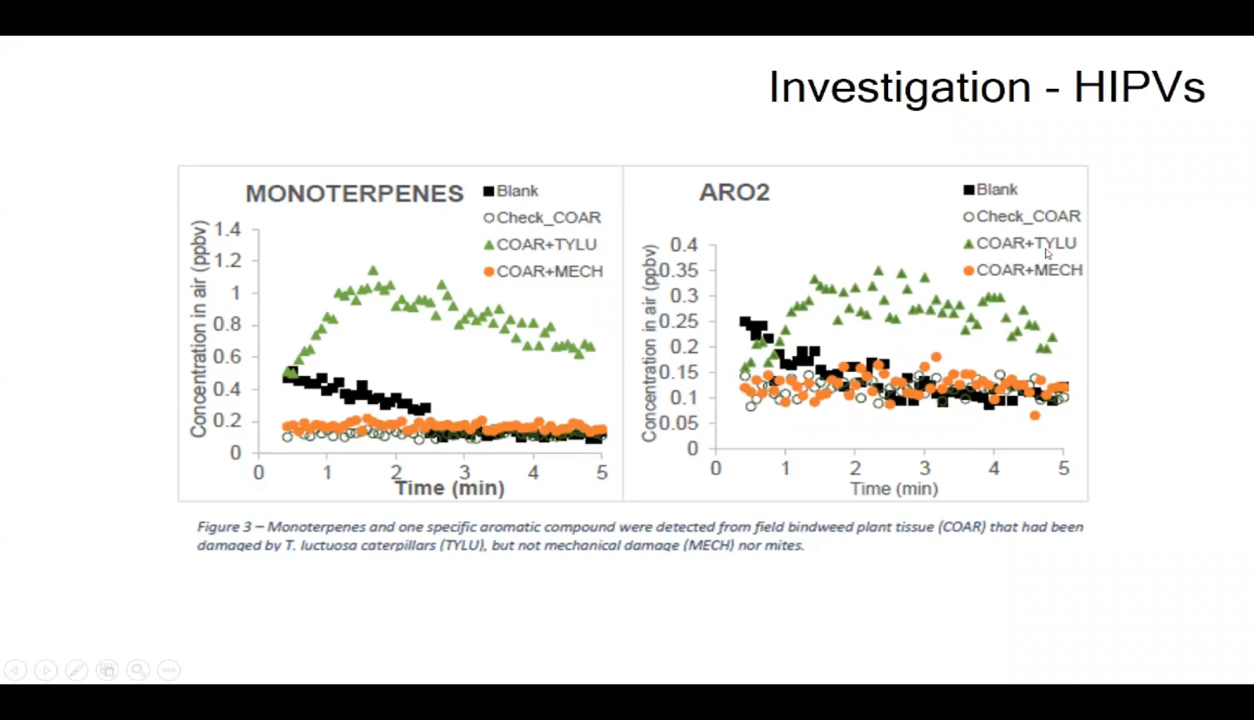 Investigation - HIPVs
MONOTERPENES
Blank
Check_COAR
COAR+TYLU
COAR+MECH
Concentration in air (ppbv)
1.4
1.2
1
0.8
0.6
0.4
0.2
0
0 1 2 3 4 5
Time (min)
ARO2
Blank
Check_COAR
COAR+TYLU
COAR+MECH
Concentration in air (ppbv)
0.4
0.35
0.3
0.25
0.2
0.15
0.1
0.05
0
0 1 2 3 4 5
Time (min)
Figure 3 – Monoterpenes and one specific aromatic compound were detected from field bindweed plant tissue (COAR) that had been
damaged by T. luctuosa caterpillars (TYLU), but not mechanical damage (MECH) nor mites.